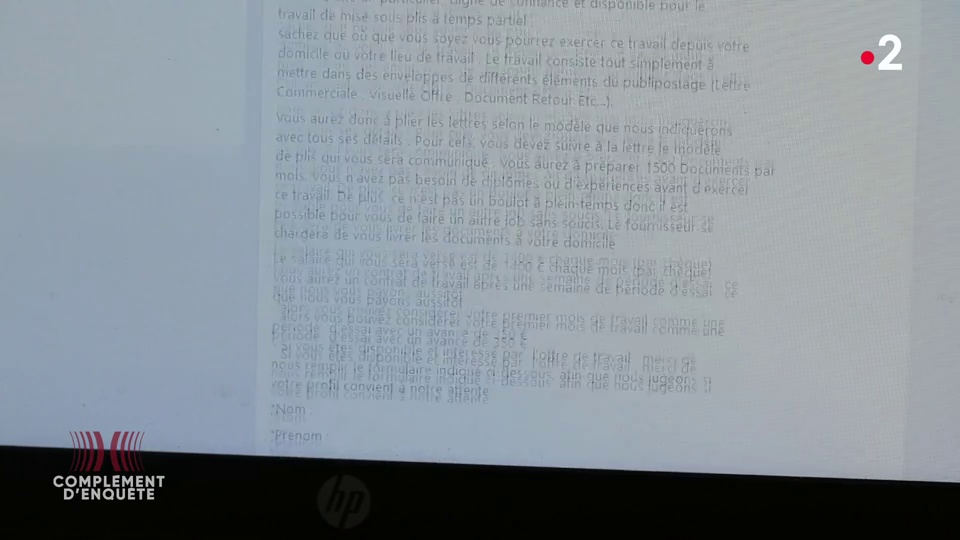 particulier digne de confiance et disponible pour le
travail de mise sous plis à temps partiel .
sachez que où que vous soyez vous pourrez exercer ce travail depuis votre
domicile ou votre lieu de travail . Le travail consiste tout simplement à
mettre dans des enveloppes de différents éléments du publipostage (Lettre
Commerciale , Visuelle Offre , Document Retour Etc...).
Vous aurez donc à plier les lettres selon le modèle que nous indiquerons
avec tous ses détails . Pour cela, vous devez suivre à la lettre le modèle
de plis qui vous sera communiqué . Vous aurez à préparer 1500 Documents par
mois. Vous n'avez pas besoin de diplômes ou d'expériences avant d'exercer
ce travail. De plus, ce n'est pas un boulot à plein-temps donc il est
possible pour vous de faire un autre job sans soucis. Le fournisseur se
chargera de vous livrer les documents à votre domicile
Le salaire qui vous sera versé est de 1400 € chaque mois (par chèque)
Vous aurez un contrat de travail après une semaine de période d'essai ce
que nous vous payons aussitôt
alors vous pouvez considérer votre premier mois de travail comme une
période d'essai avec un avance de 350 €
Si vous êtes disponible et intéressé par l'offre de travail merci de
nous remplir le formulaire indiqué ci dessous, afin que nous jugeons si
votre profil convient à notre attente
*Nom :
*Prenom :
2
COMPLÉMENT
D'ENQUÊTE
hp